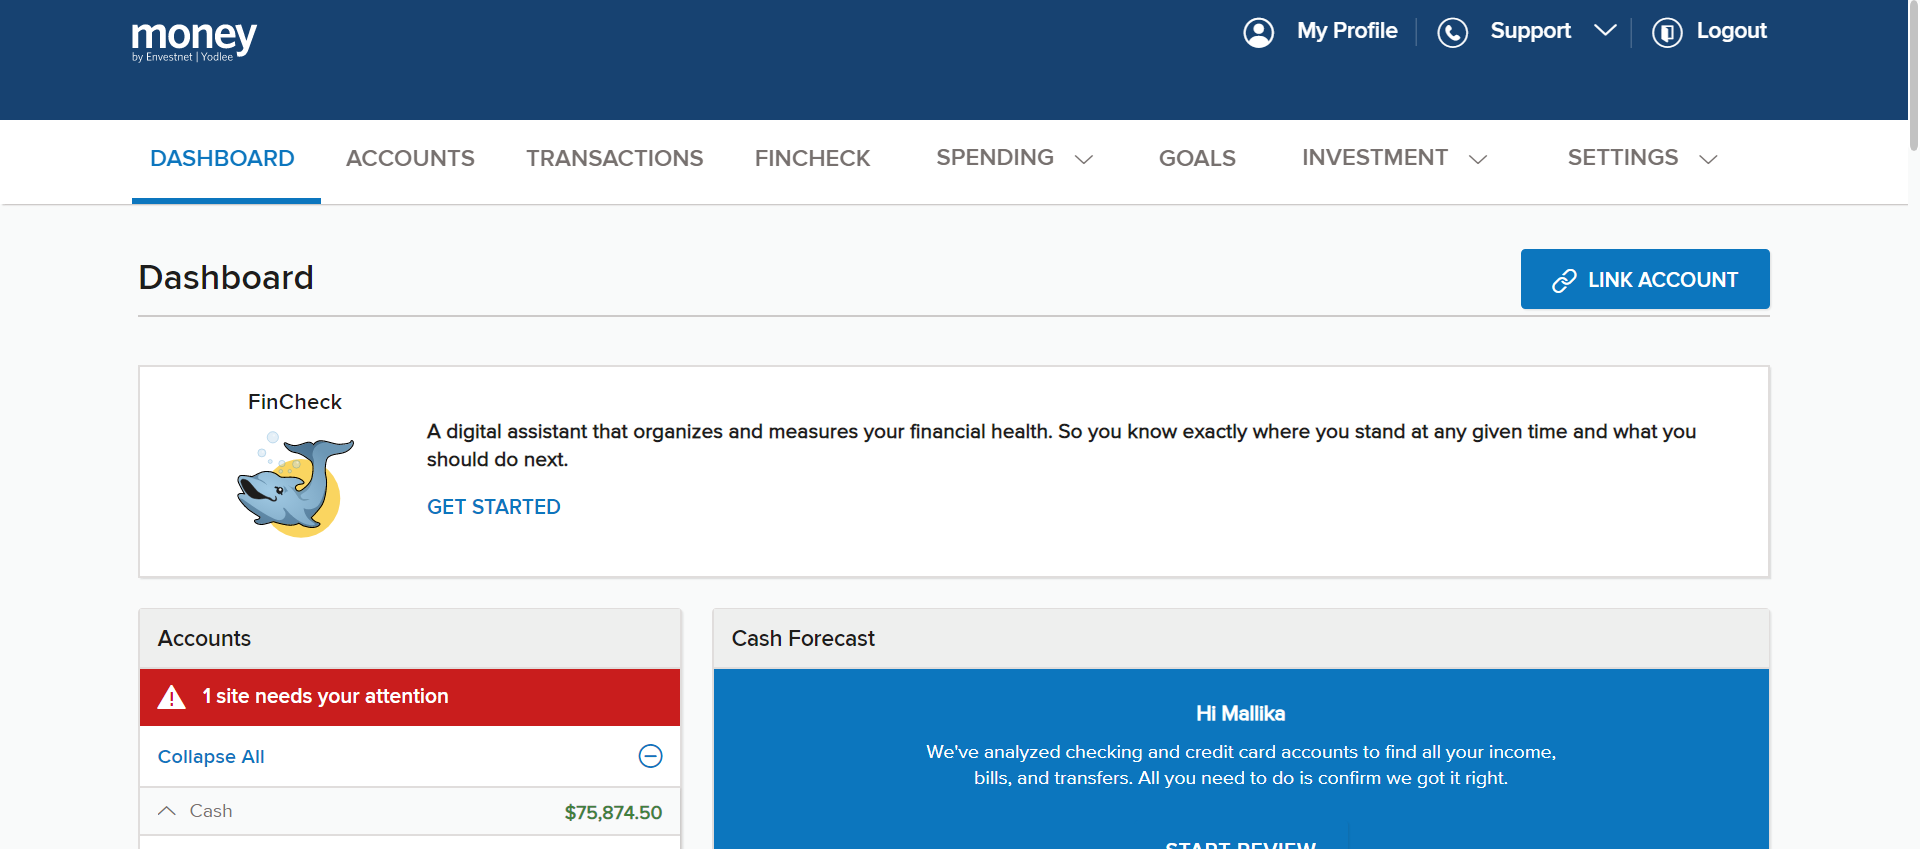 money
by Envestnet | Yodlee
My Profile
Support
Logout
DASHBOARD
ACCOUNTS
TRANSACTIONS
FINCHECK
SPENDING
GOALS
INVESTMENT
SETTINGS
Dashboard
LINK ACCOUNT
FinCheck
A digital assistant that organizes and measures your financial health. So you know exactly where you stand at any given time and what you
should do next.
GET STARTED
Accounts
1 site needs your attention
Collapse All
Cash
$75,874.50
Cash Forecast
Hi Mallika
We've analyzed checking and credit card accounts to find all your income,
bills, and transfers. All you need to do is confirm we got it right.
START REVIEW